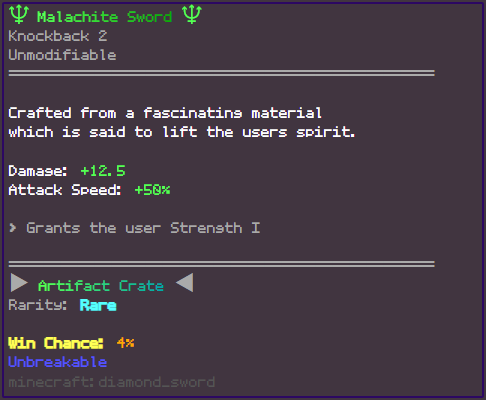 🔱 Malachite Sword 🔱
Knockback 2
Unmodifiable
Crafted from a fascinating material
which is said to lift the users spirit.
Damage: +12.5
Attack Speed: +50%
> Grants the user Strength I
▶ Artifact Crate ◀
Rarity: Rare
Win Chance: 4%
Unbreakable
minecraft:diamond_sword